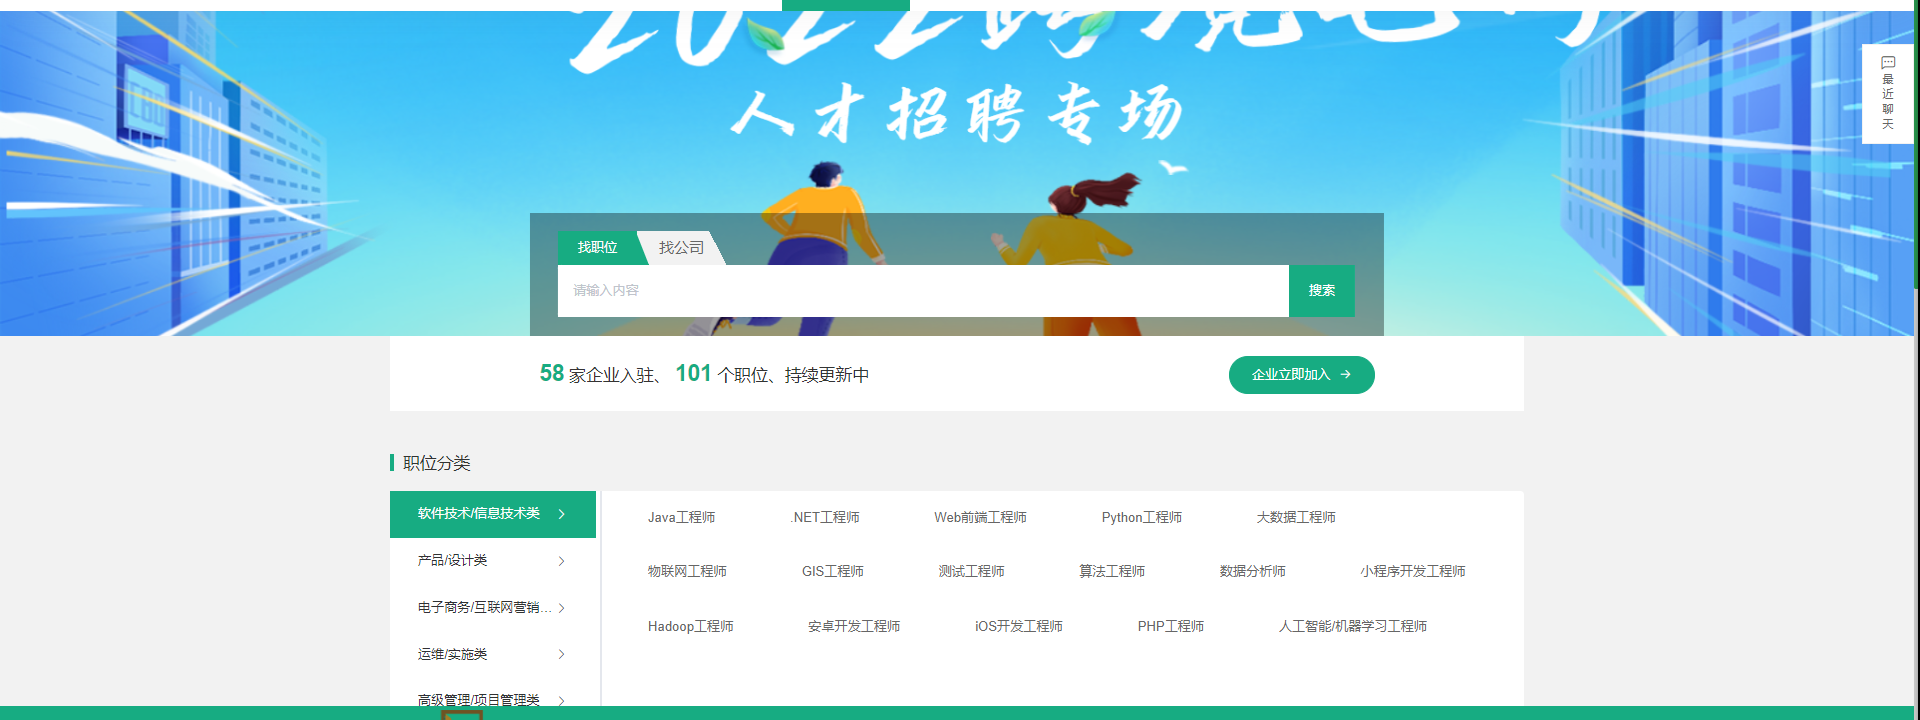 2022跨境电商
人才招聘专场
最近聊天
找职位 找公司
请输入内容 搜索
58 家企业入驻、 101 个职位、持续更新中 企业立即加入 →
职位分类
软件技术/信息技术类
Java工程师 .NET工程师 Web前端工程师 Python工程师 大数据工程师
产品/设计类
物联网工程师 GIS工程师 测试工程师 算法工程师 数据分析师 小程序开发工程师
电子商务/互联网营销...
Hadoop工程师 安卓开发工程师 iOS开发工程师 PHP工程师 人工智能/机器学习工程师
运维/实施类
高级管理/项目管理类